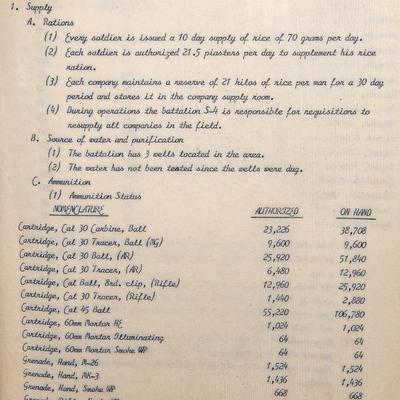 1. Supply
A. Rations
(1) Every soldier is issued a 10 day supply of rice of 70 grams per day.
(2) Each soldier is authorized 21.5 piasters per day to supplement his rice
ration.
(3) Each company maintains a reserve of 21 kilos of rice per man for a 30 day
period and stores it in the company supply room.
(4) During operations the battalion S-4 is responsible for requisitions to
resupply all companies in the field.
B. Source of water and purification
(1) The battalion has 3 wells located in the area.
(2) The water has not been tested since the wells were dug.
C. Ammunition
(1) Ammunition Status
NOMENCLATURE AUTHORIZED ON HAND
Cartridge, Cal 30 Carbine, Ball 23,226 38,708
Cartridge, Cal 30 Tracer, Ball (MG) 9,600 9,600
Cartridge, Cal 30 Ball, (AR) 25,920 51,840
Cartridge, Cal 30 Tracer, (AR) 6,480 12,960
Cartridge, Cal Ball, 8rd. clip, (Rifle) 12,960 25,920
Cartridge, Cal 30 Tracer, (Rifle) 1,440 2,880
Cartridge, Cal 45 Ball 55,220 106,780
Cartridge, 60mm Mortar HE 1,024 1,024
Cartridge, 60mm Mortar Illuminating 64 64
Cartridge, 60mm Mortar Smoke WP 64 64
Grenade, Hand, M-26 1,524 1,524
Grenade, Hand, MK-3 1,436 1,436
Grenade, Hand, Smoke WP 668 668